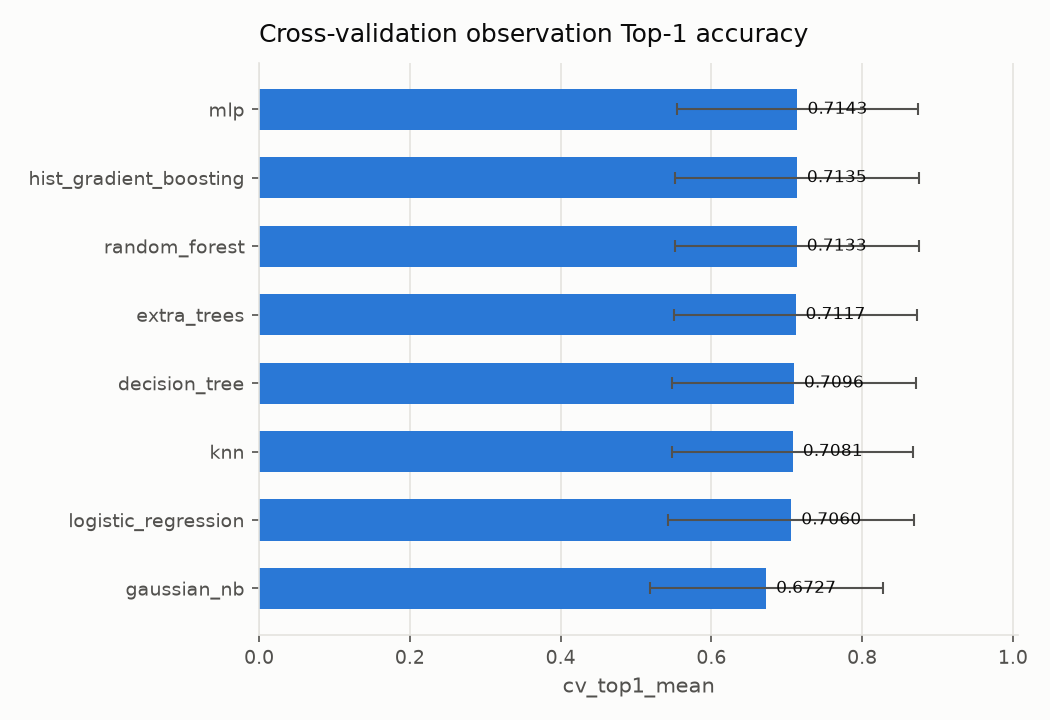 Cross-validation observation Top-1 accuracy
mlp
0.7143
hist_gradient_boosting
0.7135
random_forest
0.7133
extra_trees
0.7117
decision_tree
0.7096
knn
0.7081
logistic_regression
0.7060
gaussian_nb
0.6727
0.0 0.2 0.4 0.6 0.8 1.0
cv_top1_mean